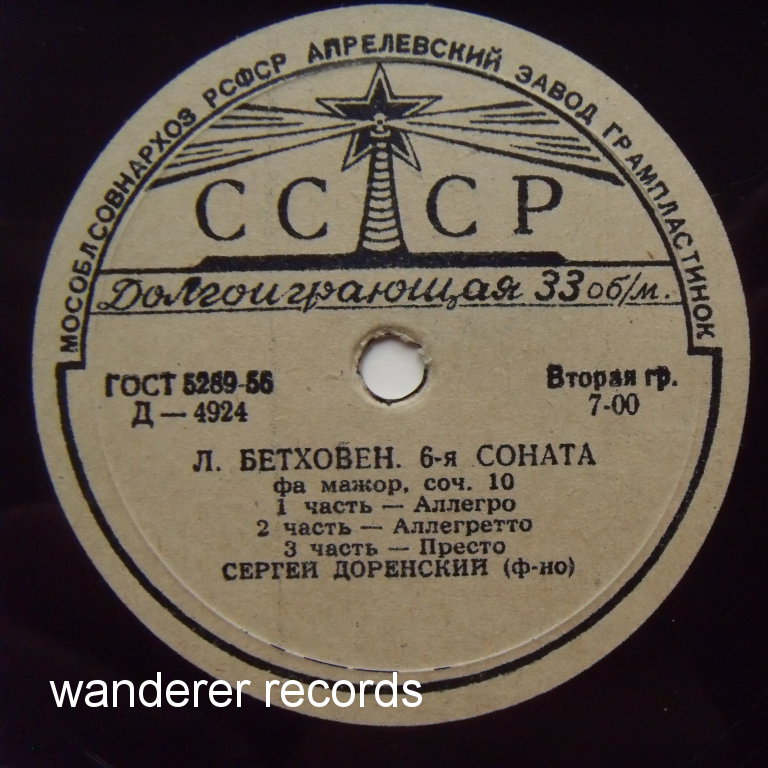 МОСОБЛСОВНАРХОЗ РСФСР АПРЕЛЕВСКИЙ ЗАВОД ГРАМПЛАСТИНОК
СССР
Долгоиграющая 33 об/м.
ГОСТ 5289-56
Д — 4924
Вторая гр.
7-00
Л. БЕТХОВЕН. 6-я СОНАТА
фа мажор, соч. 10
1 часть — Аллегро
2 часть — Аллегретто
3 часть — Престо
СЕРГЕЙ ДОРЕНСКИЙ (ф-но)
wanderer records